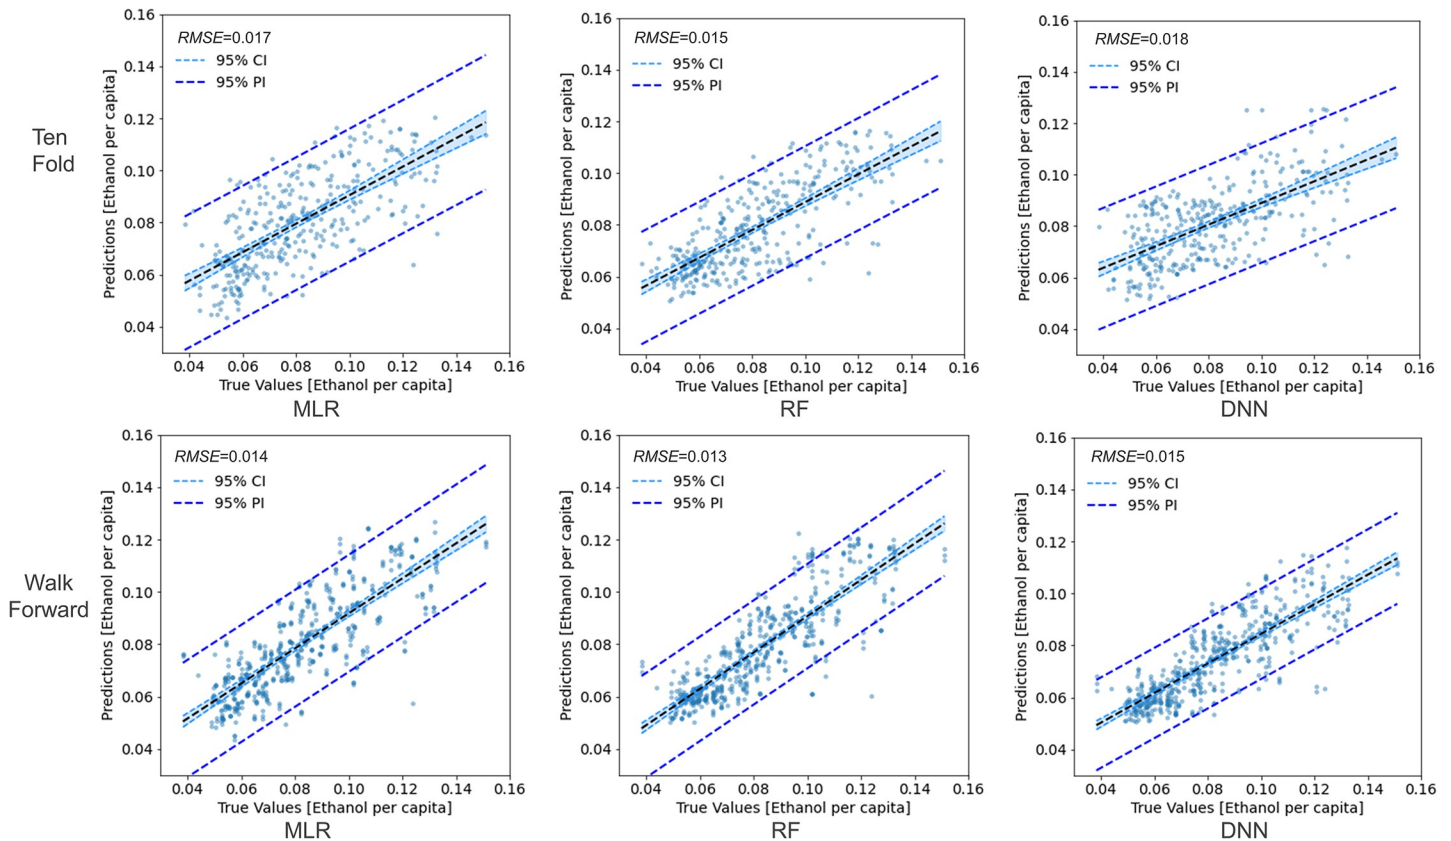 Ten
Fold
RMSE=0.017
95% CI
95% PI
Predictions [Ethanol per capita]
0.16
0.14
0.12
0.10
0.08
0.06
0.04
0.04 0.06 0.08 0.10 0.12 0.14 0.16
True Values [Ethanol per capita]
MLR
RMSE=0.015
95% CI
95% PI
Predictions [Ethanol per capita]
0.16
0.14
0.12
0.10
0.08
0.06
0.04
0.04 0.06 0.08 0.10 0.12 0.14 0.16
True Values [Ethanol per capita]
RF
RMSE=0.018
95% CI
95% PI
Predictions [Ethanol per capita]
0.16
0.14
0.12
0.10
0.08
0.06
0.04
0.04 0.06 0.08 0.10 0.12 0.14 0.16
True Values [Ethanol per capita]
DNN
Walk
Forward
RMSE=0.014
95% CI
95% PI
Predictions [Ethanol per capita]
0.16
0.14
0.12
0.10
0.08
0.06
0.04
0.04 0.06 0.08 0.10 0.12 0.14 0.16
True Values [Ethanol per capita]
MLR
RMSE=0.013
95% CI
95% PI
Predictions [Ethanol per capita]
0.16
0.14
0.12
0.10
0.08
0.06
0.04
0.04 0.06 0.08 0.10 0.12 0.14 0.16
True Values [Ethanol per capita]
RF
RMSE=0.015
95% CI
95% PI
Predictions [Ethanol per capita]
0.16
0.14
0.12
0.10
0.08
0.06
0.04
0.04 0.06 0.08 0.10 0.12 0.14 0.16
True Values [Ethanol per capita]
DNN